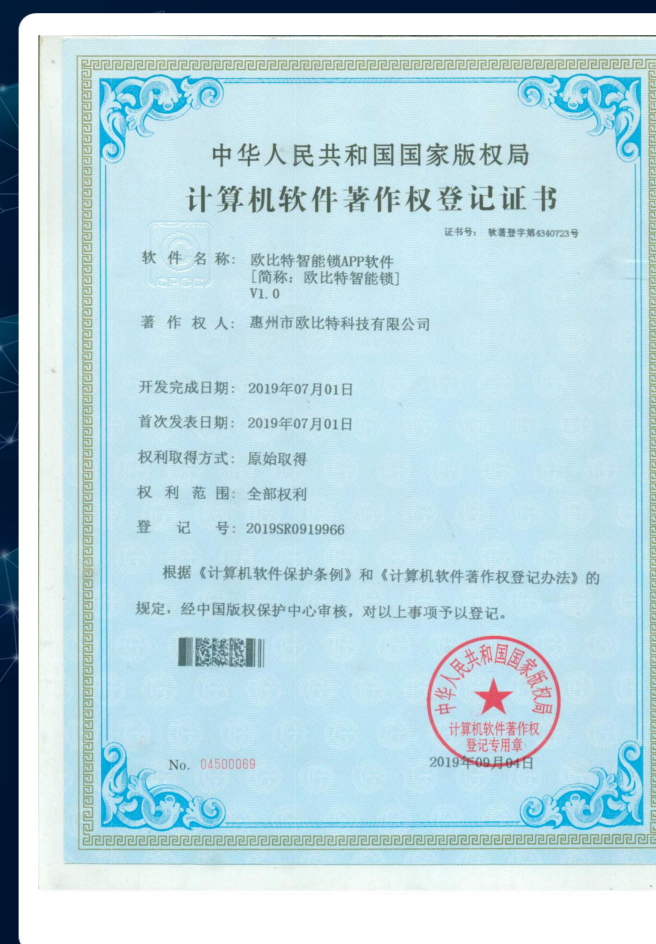 中华人民共和国国家版权局
计算机软件著作权登记证书
证书号： 软著登字第4340723号
软件名称： 欧比特智能锁APP软件
[简称：欧比特智能锁]
V1.0
著作权人： 惠州市欧比特科技有限公司
开发完成日期： 2019年07月01日
首次发表日期： 2019年07月01日
权利取得方式： 原始取得
权利范围： 全部权利
登记号： 2019SR0919966
根据《计算机软件保护条例》和《计算机软件著作权登记办法》的
规定，经中国版权保护中心审核，对以上事项予以登记。
中华人民共和国国家版权局
计算机软件著作权
登记专用章
No. 04500069
2019年09月04日
CPCC